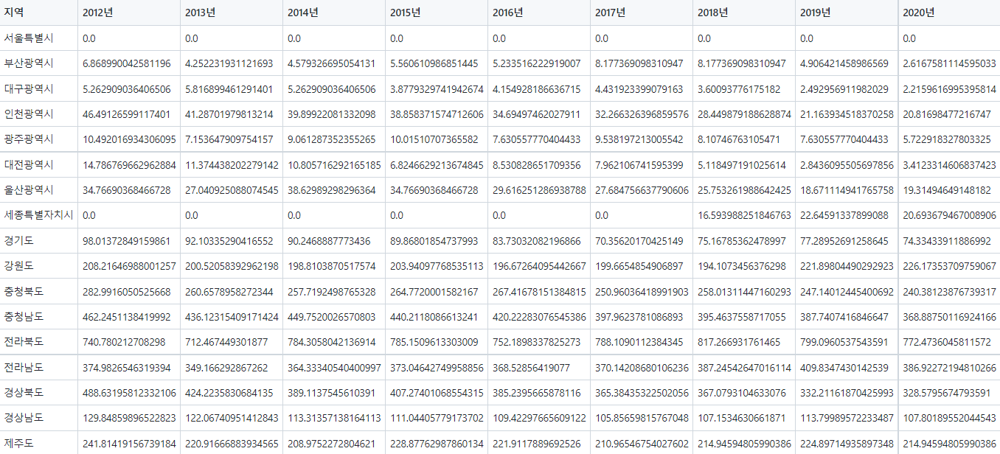 지역 2012년 2013년 2014년 2015년 2016년 2017년 2018년 2019년 2020년
서울특별시 0.0 0.0 0.0 0.0 0.0 0.0 0.0 0.0 0.0
부산광역시 6.868990042581196 4.252231931121693 4.579326695054131 5.560610986851445 5.233516222919007 8.177369098310947 8.177369098310947 4.906421458986569 2.6167581114595033
대구광역시 5.262909036406506 5.816899461291401 5.262909036406506 3.8779329741942674 4.154928186636715 4.431923399079163 3.60093776175182 2.492956911982029 2.2159616995395814
인천광역시 46.49126599117401 41.28701979813214 39.89922081332098 38.858371574712606 34.69497462027911 32.266326396859576 28.449879188628874 21.163934518370258 20.81698477216747
광주광역시 10.492016934306095 7.153647909754157 9.061287352355265 10.01510707365582 7.630557770404433 9.538197213005542 8.10746763105471 7.630557770404433 5.722918327803325
대전광역시 14.786769662962884 11.374438202279142 10.805716292165185 6.8246629213674845 8.530828651709356 7.962106741595399 5.118497191025614 2.8436095505697856 3.4123314606837423
울산광역시 34.76690368466728 27.040925088074545 38.62989298296364 34.76690368466728 29.616251286938788 27.684756637790606 25.753261988642425 18.671114941765758 19.31494649148182
세종특별자치시 0.0 0.0 0.0 0.0 0.0 0.0 16.593988251846763 22.64591337899088 20.693679467008906
경기도 98.01372849159861 92.10335290416552 90.2468887773436 89.86801854737993 83.73032082196866 70.35620170425149 75.16785362478997 77.28952691258645 74.33433911886992
강원도 208.21646988001257 200.52058392962198 198.8103870517574 203.94097768535113 196.67264095442667 199.6654854906897 194.1073456376298 221.89804490292923 226.17353709759067
충청북도 282.9916050525668 260.6578958272344 257.7192498765328 264.7720001582167 267.41678151384815 250.96036418991903 258.01311447160293 247.14012445400692 240.38123876739317
충청남도 462.2451138419992 436.12315409171424 449.7520026570803 440.2118086613241 420.22283076545386 397.9623781086893 395.4637558717055 387.7407416846647 368.88750116924166
전라북도 740.780212708298 712.467449301877 784.3058042136914 785.1509613303009 752.1898337825273 788.1090112384345 817.266931761465 799.0960537543591 772.4736045811572
전라남도 374.9826546319394 349.166292867262 364.33340540400997 373.04642749958856 368.52856419077 370.14208680106236 387.24542647016114 409.8347430142539 386.92272194810266
경상북도 488.63195812332106 424.2235830684135 389.1137545610391 407.27401068554315 385.2395665878116 365.38435322502056 367.0793104633076 332.21161870425993 328.5795674793591
경상남도 129.84859896522823 122.06740951412843 113.31357138164113 111.04405779173702 109.42297665609122 105.85659815767048 107.1534630661871 113.79989572233487 107.80189552044543
제주도 241.81419156739184 220.91666883934565 208.9752272804621 228.87762987860134 221.9117889692526 210.96546754027602 214.94594805990386 224.89714935897348 214.94594805990386